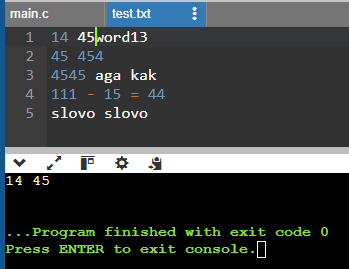 main.c test.txt
1 14 45word13
2 45 454
3 4545 aga kak
4 111 - 15 = 44
5 slovo slovo
14 45
...Program finished with exit code 0
Press ENTER to exit console.